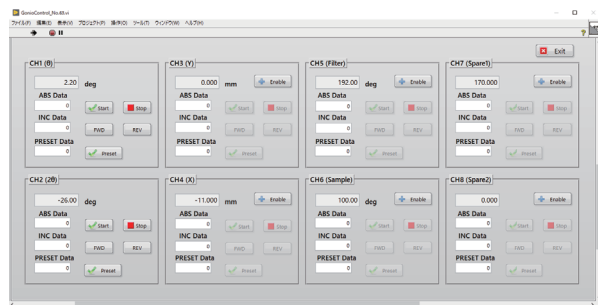 GonioControl_No.60.vi
ファイル(F) 編集(E) 表示(V) プロジェクト(P) 操作(O) ツール(T) ウィンドウ(W) ヘルプ(H)
Exit
CH1 (θ)
2.20 deg
ABS Data
0 Start Stop
INC Data
0 FWD REV
PRESET Data
0 Preset
CH3 (Y)
0.000 mm Enable
ABS Data
0 Start Stop
INC Data
0 FWD REV
PRESET Data
0 Preset
CH5 (Filter)
192.00 deg Enable
ABS Data
0 Start Stop
INC Data
0 FWD REV
PRESET Data
0 Preset
CH7 (Spare1)
170.000 Enable
ABS Data
0 Start Stop
INC Data
0 FWD REV
PRESET Data
0 Preset
CH2 (2θ)
-26.00 deg
ABS Data
0 Start Stop
INC Data
0 FWD REV
PRESET Data
0 Preset
CH4 (X)
-11.000 mm Enable
ABS Data
0 Start Stop
INC Data
0 FWD REV
PRESET Data
0 Preset
CH6 (Sample)
100.00 deg Enable
ABS Data
0 Start Stop
INC Data
0 FWD REV
PRESET Data
0 Preset
CH8 (Spare2)
0.000 Enable
ABS Data
0 Start Stop
INC Data
0 FWD REV
PRESET Data
0 Preset